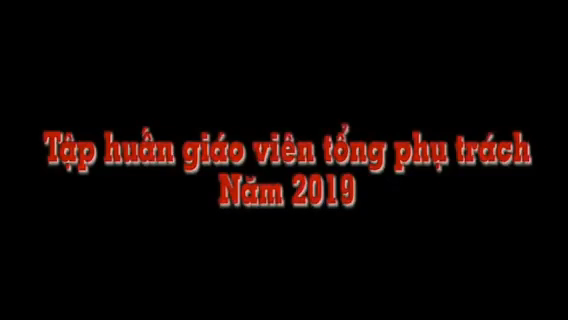 Tập huấn giáo viên tổng phụ trách
Năm 2019